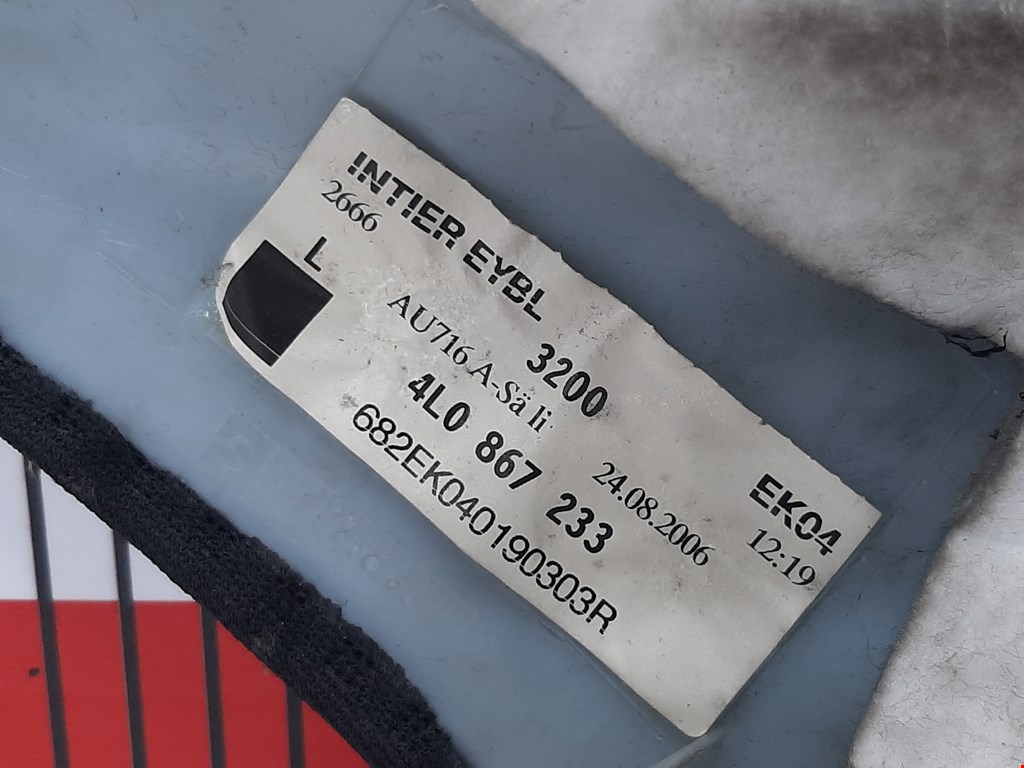 INTIER EYBL 3200 EK04
2666
L
AU716 A-Sä li 24.08.2006 12:19
4L0 867 233
682EK040190303R